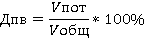 Дпв = Vпот / Vобщ * 100%